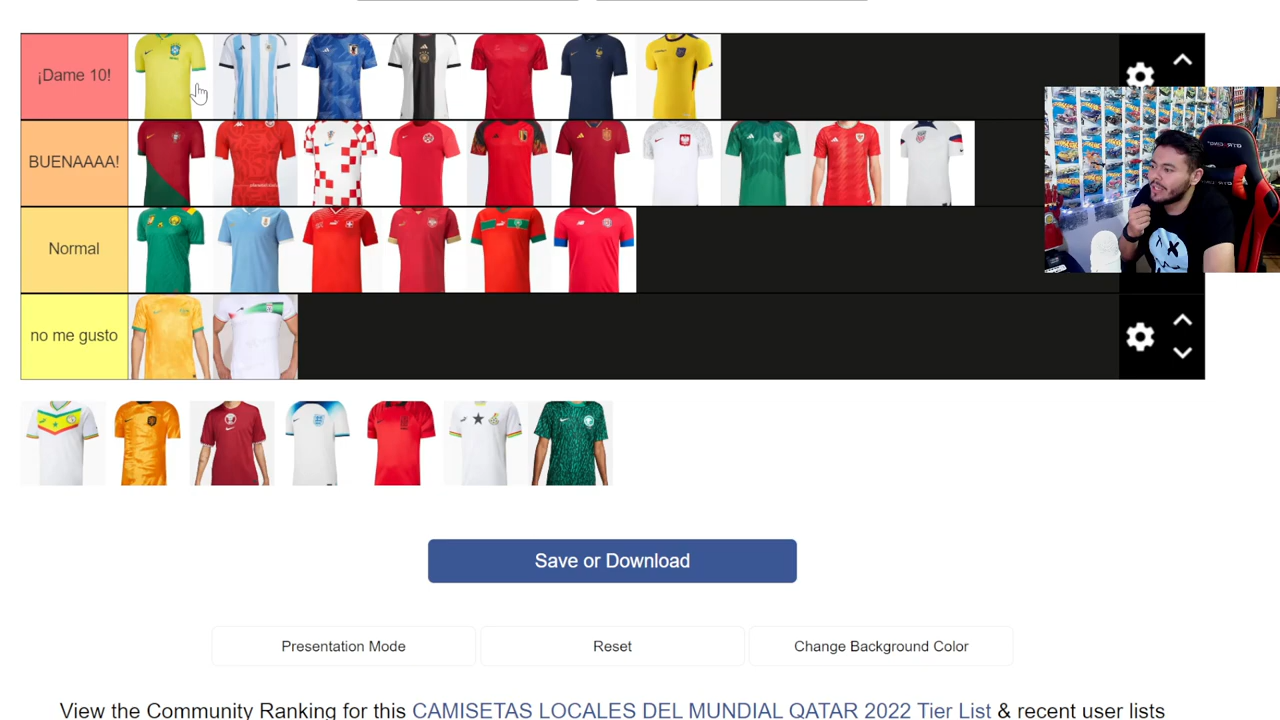 ¡Dame 10!
BUENAAAA!
Normal
no me gusto
Save or Download
Presentation Mode
Reset
Change Background Color
View the Community Ranking for this CAMISETAS LOCALES DEL MUNDIAL QATAR 2022 Tier List & recent user lists